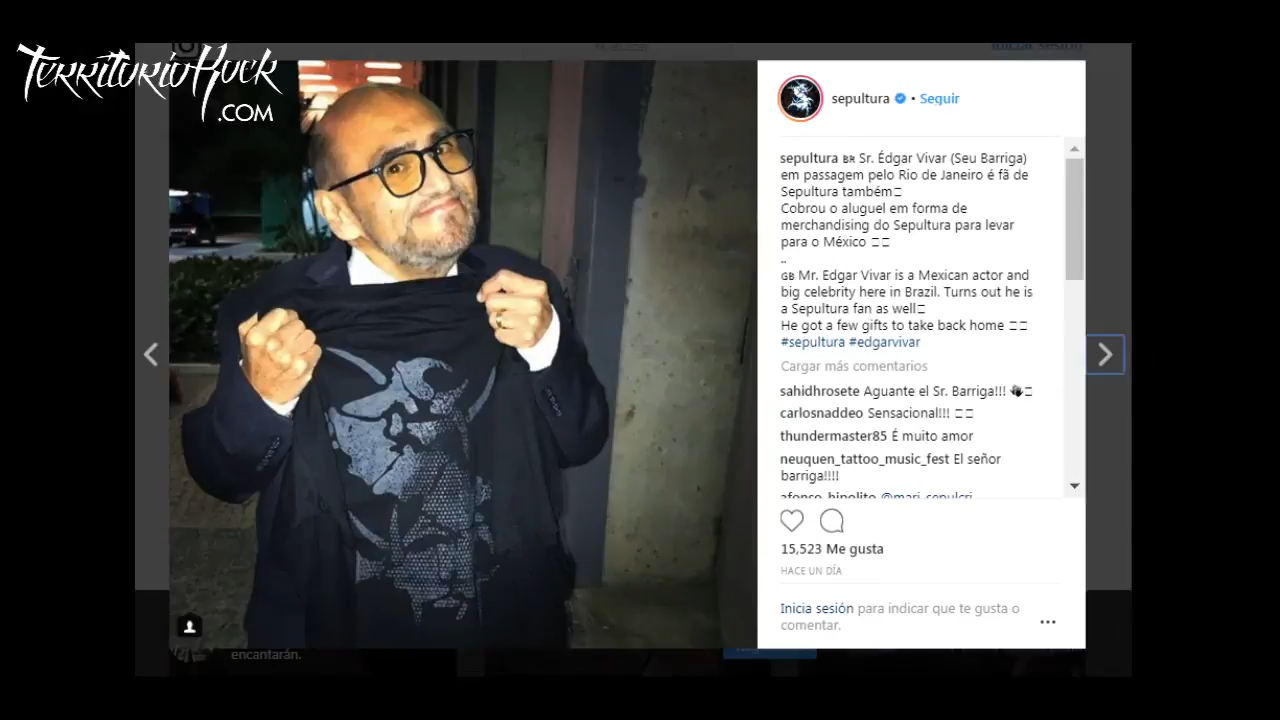 TerritorioRock
.COM
Iniciar sesión
sepultura • Seguir
sepultura BR Sr. Édgar Vivar (Seu Barriga)
em passagem pelo Rio de Janeiro é fã de
Sepultura também
Cobrou o aluguel em forma de
merchandising do Sepultura para levar
para o México
..
GB Mr. Edgar Vivar is a Mexican actor and
big celebrity here in Brazil. Turns out he is
a Sepultura fan as well
He got a few gifts to take back home
#sepultura #edgarvivar
Cargar más comentarios
sahidhrosete Aguante el Sr. Barriga!!!
carlosnaddeo Sensacional!!!
thundermaster85 É muito amor
neuquen_tattoo_music_fest El señor
barriga!!!!
afonso_hipolito @mari_sepulcri
15,523 Me gusta
HACE UN DÍA
Inicia sesión para indicar que te gusta o
comentar.
encantarán.